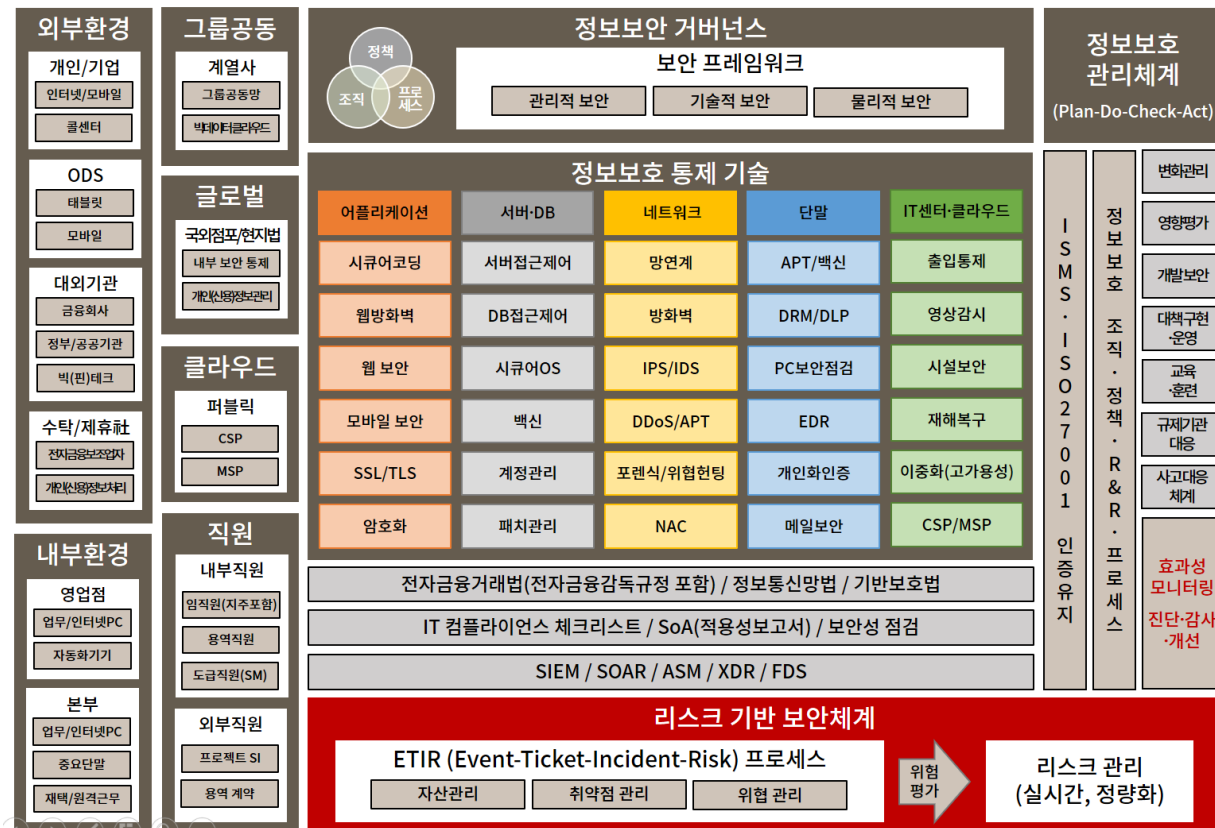 외부환경
개인/기업
인터넷/모바일
콜센터
ODS
태블릿
모바일
대외기관
금융회사
정부/공공기관
빅(핀)테크
수탁/제휴社
전자금융보조업자
개인(신용)정보처리
내부환경
영업점
업무/인터넷PC
자동화기기
본부
업무/인터넷PC
중요단말
재택/원격근무
그룹공동
계열사
그룹공동망
빅데이터클라우드
글로벌
국외점포/현지법
내부 보안 통제
개인(신용)정보관리
클라우드
퍼블릭
CSP
MSP
직원
내부직원
임직원(지주포함)
용역직원
도급직원(SM)
외부직원
프로젝트 SI
용역 계약
정보보안 거버넌스
정책
조직
프로
세스
보안 프레임워크
관리적 보안
기술적 보안
물리적 보안
정보보호 통제 기술
어플리케이션
서버·DB
네트워크
단말
IT센터·클라우드
시큐어코딩
서버접근제어
망연계
APT/백신
출입통제
웹방화벽
DB접근제어
방화벽
DRM/DLP
영상감시
웹 보안
시큐어OS
IPS/IDS
PC보안점검
시설보안
모바일 보안
백신
DDoS/APT
EDR
재해복구
SSL/TLS
계정관리
포렌식/위협헌팅
개인화인증
이중화(고가용성)
암호화
패치관리
NAC
메일보안
CSP/MSP
전자금융거래법(전자금융감독규정 포함) / 정보통신망법 / 기반보호법
IT 컴플라이언스 체크리스트 / SoA(적용성보고서) / 보안성 점검
SIEM / SOAR / ASM / XDR / FDS
리스크 기반 보안체계
ETIR (Event-Ticket-Incident-Risk) 프로세스
자산관리
취약점 관리
위협 관리
위험
평가
리스크 관리
(실시간, 정량화)
정보보호
관리체계
(Plan-Do-Check-Act)
ISMS·ISO27001 인증유지
정보보호 조직·정책·R&R·프로세스
변화관리
영향평가
개발보안
대책구현
·운영
교육
·훈련
규제기관
대응
사고대응
체계
효과성
모니터링
진단·감사
·개선